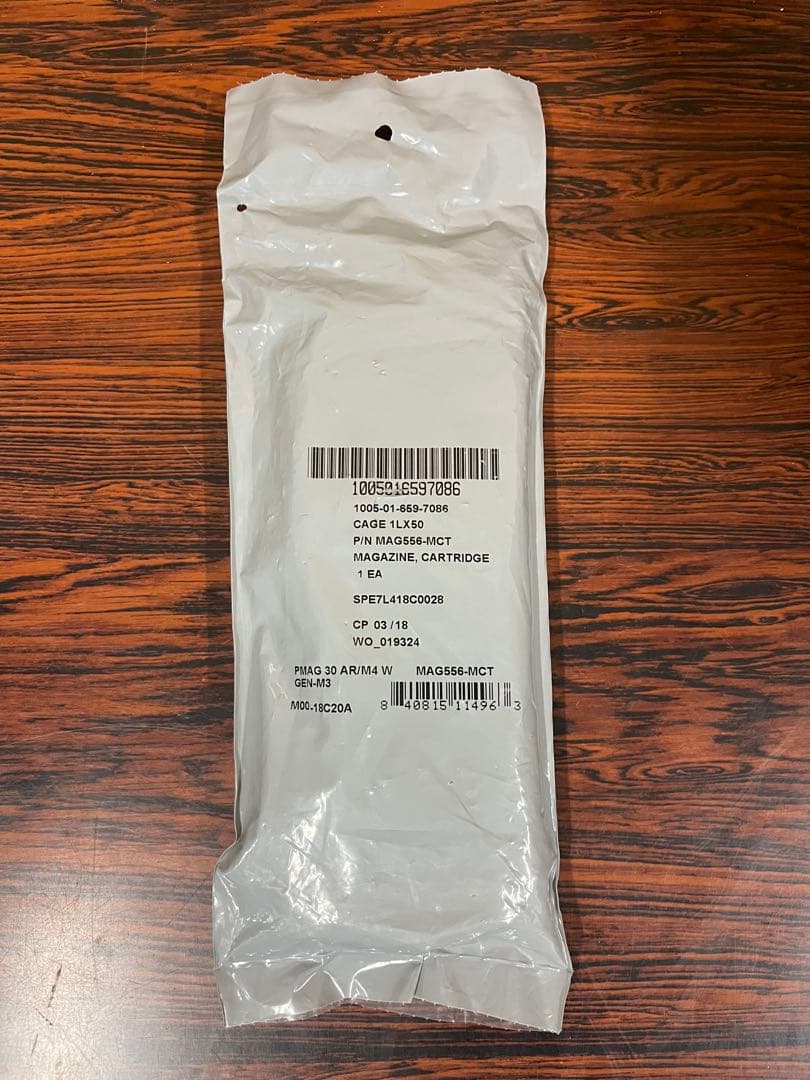 1005016597086
1005-01-659-7086
CAGE 1LX50
P/N MAG556-MCT
MAGAZINE, CARTRIDGE
1 EA
SPE7L418C0028
CP 03 /18
WO_019324
PMAG 30 AR/M4 W MAG556-MCT
GEN-M3
M00-18C20A 8 40815 11496 3